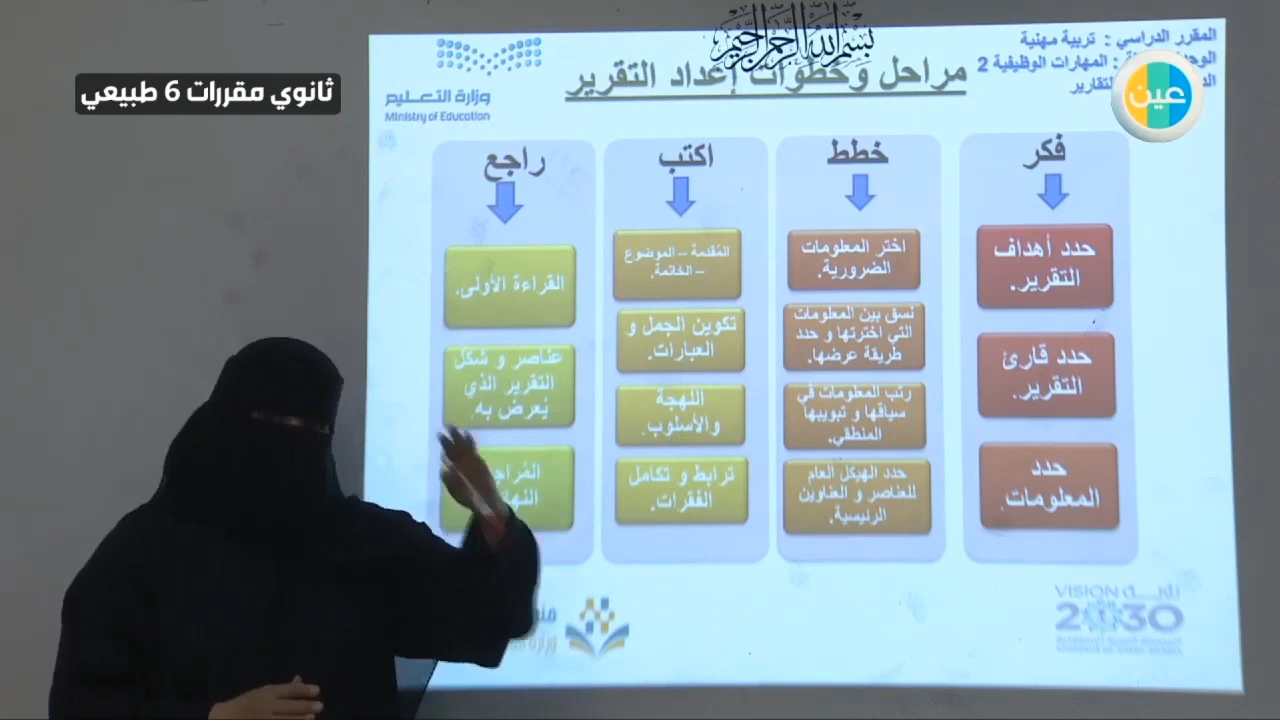 بسم الله الرحمن الرحيم
المقرر الدراسي : تربية مهنية
: المهارات الوظيفية 2
عين
مراحل وخطوات إعداد التقرير
وزارة التعليم
Ministry of Education
ثانوي مقررات 6 طبيعي
فكر
حدد أهداف
التقرير.
حدد قارئ
التقرير.
حدد
المعلومات.
خطط
اختر المعلومات
الضرورية.
نسق بين المعلومات
التي اخترتها و حدد
طريقة عرضها.
رتب المعلومات في
سياقها و تبويبها
المنطقي.
حدد الهيكل العام
للعناصر و العناوين
الرئيسية.
اكتب
المقدمة – الموضوع
– الخاتمة.
تكوين الجمل و
العبارات.
اللهجة
والأسلوب.
ترابط و تكامل
الفقرات.
راجع
القراءة الأولى.
عناصر و شكل
التقرير الذي
يُعرض به.
VISION رؤيـــة
2030